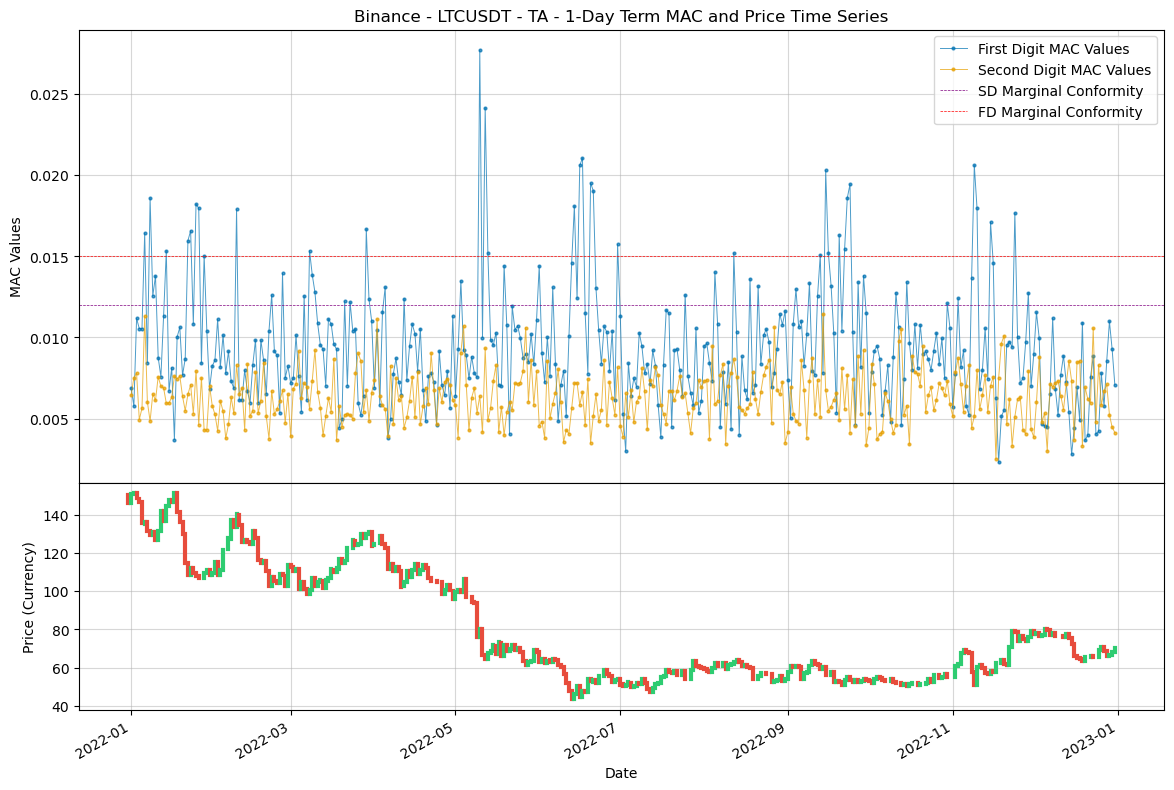 Binance - LTCUSDT - TA - 1-Day Term MAC and Price Time Series
First Digit MAC Values
Second Digit MAC Values
SD Marginal Conformity
FD Marginal Conformity
MAC Values
0.025
0.020
0.015
0.010
0.005
Price (Currency)
140
120
100
80
60
40
2022-01
2022-03
2022-05
2022-07
2022-09
2022-11
2023-01
Date